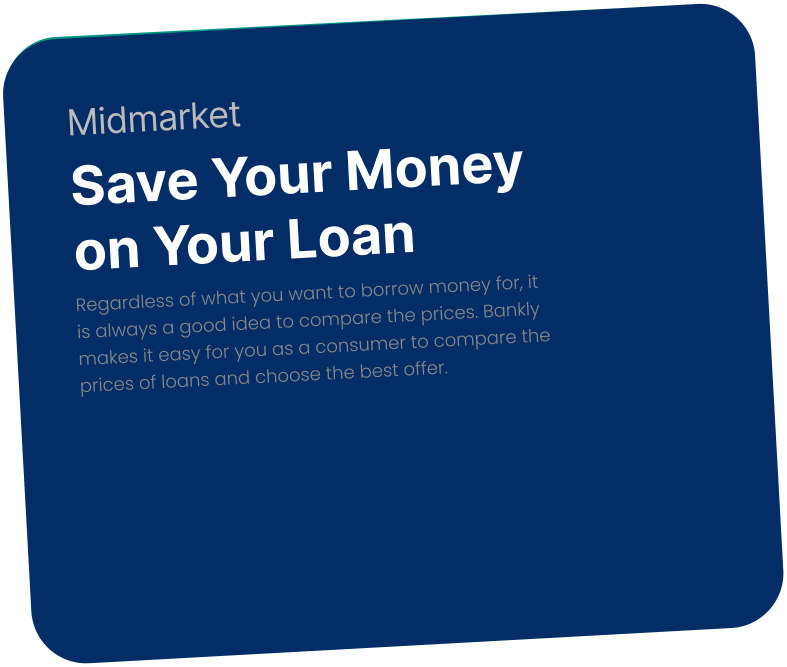 Midmarket
Save Your Money
on Your Loan
Regardless of what you want to borrow money for, it
is always a good idea to compare the prices. Bankly
makes it easy for you as a consumer to compare the
prices of loans and choose the best offer.